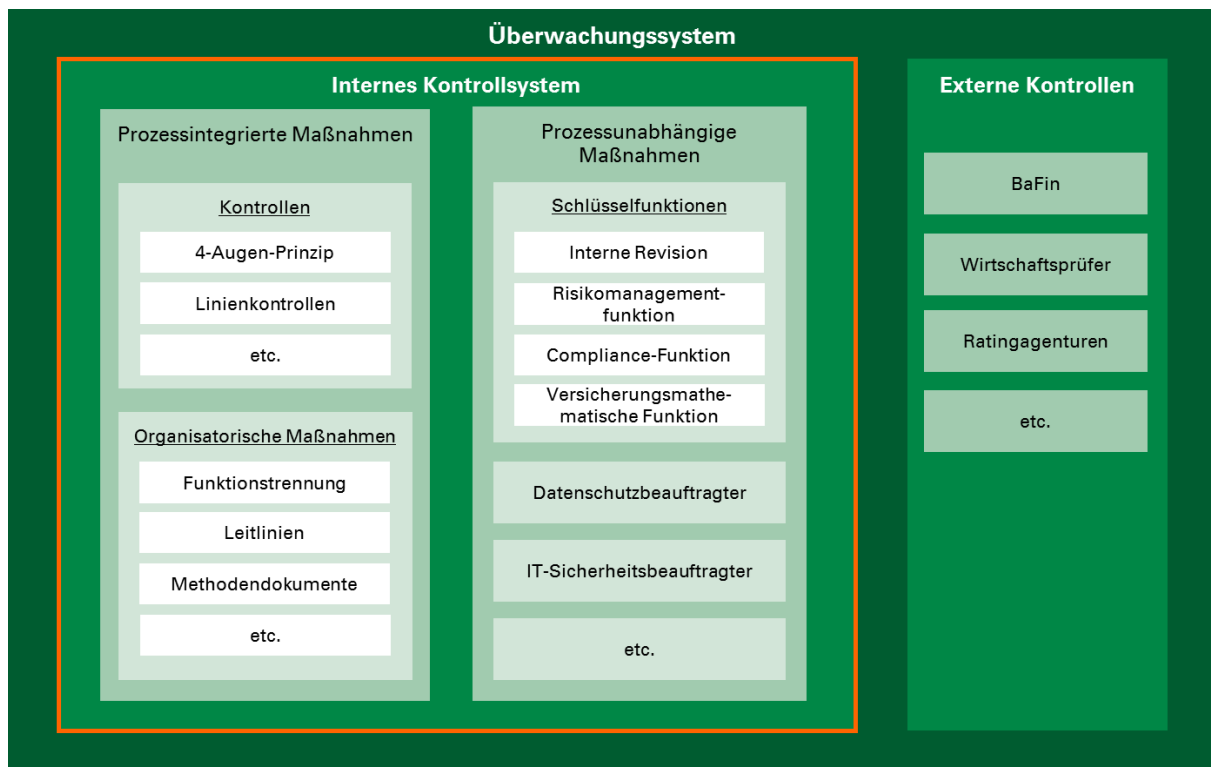 Überwachungssystem
Internes Kontrollsystem
Prozessintegrierte Maßnahmen
Kontrollen
4-Augen-Prinzip
Linienkontrollen
etc.
Organisatorische Maßnahmen
Funktionstrennung
Leitlinien
Methodendokumente
etc.
Prozessunabhängige
Maßnahmen
Schlüsselfunktionen
Interne Revision
Risikomanagement-
funktion
Compliance-Funktion
Versicherungsmathe-
matische Funktion
Datenschutzbeauftragter
IT-Sicherheitsbeauftragter
etc.
Externe Kontrollen
BaFin
Wirtschaftsprüfer
Ratingagenturen
etc.